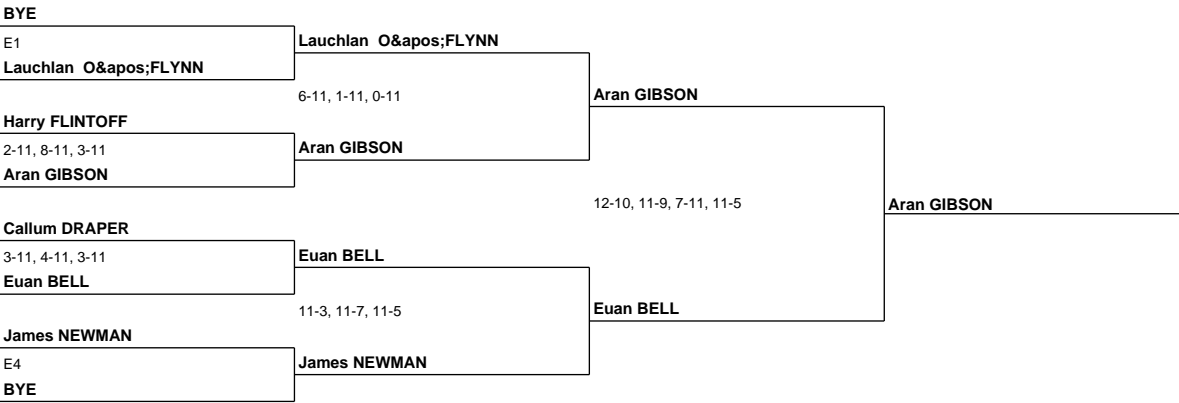 BYE
E1
Lauchlan  O&apos;FLYNN
Lauchlan  O&apos;FLYNN
6-11, 1-11, 0-11
Aran GIBSON
Harry FLINTOFF
2-11, 8-11, 3-11
Aran GIBSON
Aran GIBSON
12-10, 11-9, 7-11, 11-5
Aran GIBSON
Callum DRAPER
3-11, 4-11, 3-11
Euan BELL
Euan BELL
11-3, 11-7, 11-5
Euan BELL
James NEWMAN
E4
BYE
James NEWMAN